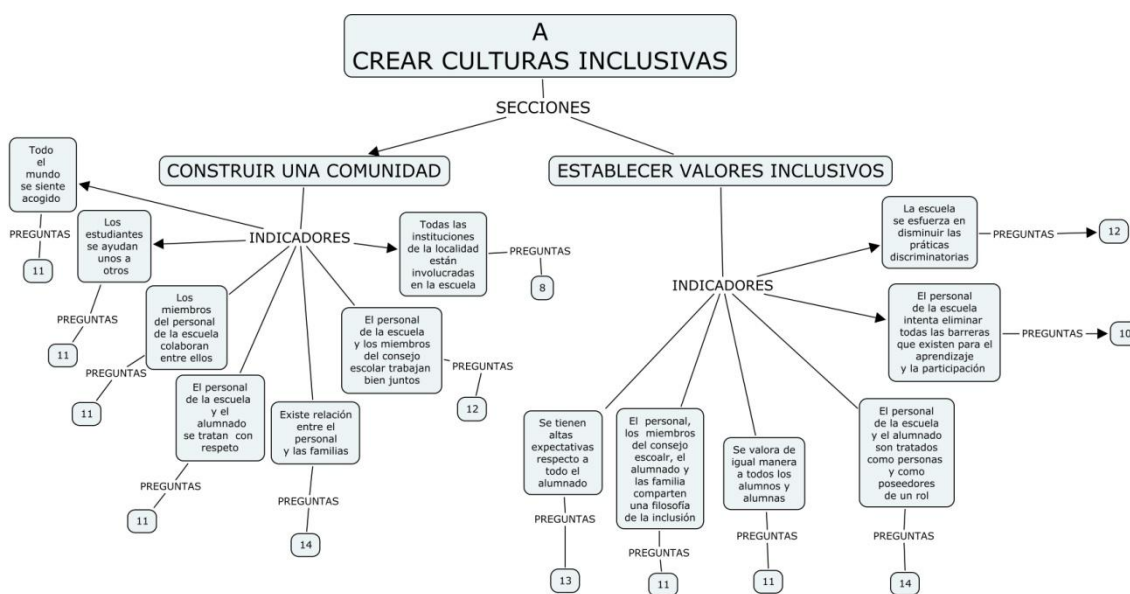 A
CREAR CULTURAS INCLUSIVAS
SECCIONES
CONSTRUIR UNA COMUNIDAD
INDICADORES
Todo
el
mundo
se siente
acogido
PREGUNTAS
11
Los
estudiantes
se ayudan
unos a
otros
PREGUNTAS
11
Los
miembros
del personal
de la escuela
colaboran
entre ellos
PREGUNTAS
11
El personal
de la escuela
y el
alumnado
se tratan con
respeto
PREGUNTAS
11
Existe relación
entre el
personal
y las familias
PREGUNTAS
14
El personal
de la escuela
y los miembros
del consejo
escolar trabajan
bien juntos
PREGUNTAS
12
Todas las
instituciones
de la localidad
están
involucradas
en la escuela
PREGUNTAS
8
ESTABLECER VALORES INCLUSIVOS
INDICADORES
Se tienen
altas
expectativas
respecto a
todo el
alumnado
PREGUNTAS
13
El personal,
los miembros
del consejo
escoalr, el
alumnado y
las familia
comparten
una filosofía
de la inclusión
PREGUNTAS
11
Se valora de
igual manera
a todos los
alumnos y
alumnas
PREGUNTAS
11
El personal
de la escuela
y el alumnado
son tratados
como personas
y como
poseedores
de un rol
PREGUNTAS
14
El personal
de la escuela
intenta eliminar
todas las barreras
que existen para el
aprendizaje
y la participación
PREGUNTAS
10
La escuela
se esfuerza en
disminuir las
práticas
discriminatorias
PREGUNTAS
12